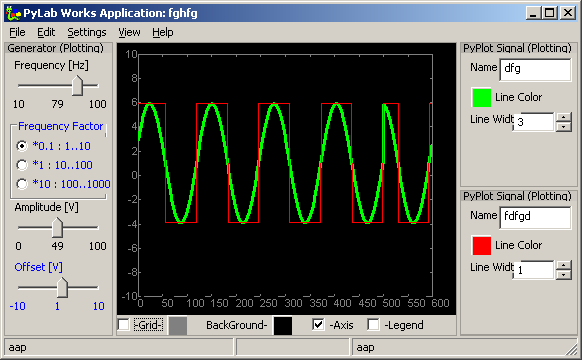 PyLab Works Application: fghfg
File Edit Settings View Help
Generator (Plotting)
Frequency [Hz]
10 79 100
Frequency Factor
*0.1 : 1..10
*1 : 10..100
*10 : 100..1000
Amplitude [V]
0 49 100
Offset [V]
-10 1 10
10
8
6
4
2
0
-2
-4
-6
-8
-10
0 50 100 150 200 250 300 350 400 450 500 550 600
-Grid- BackGround- -Axis -Legend
PyPlot Signal (Plotting)
Name dfg
Line Color
Line Widt 3
PyPlot Signal (Plotting)
Name fdfgd
Line Color
Line Widt 1
aap aap